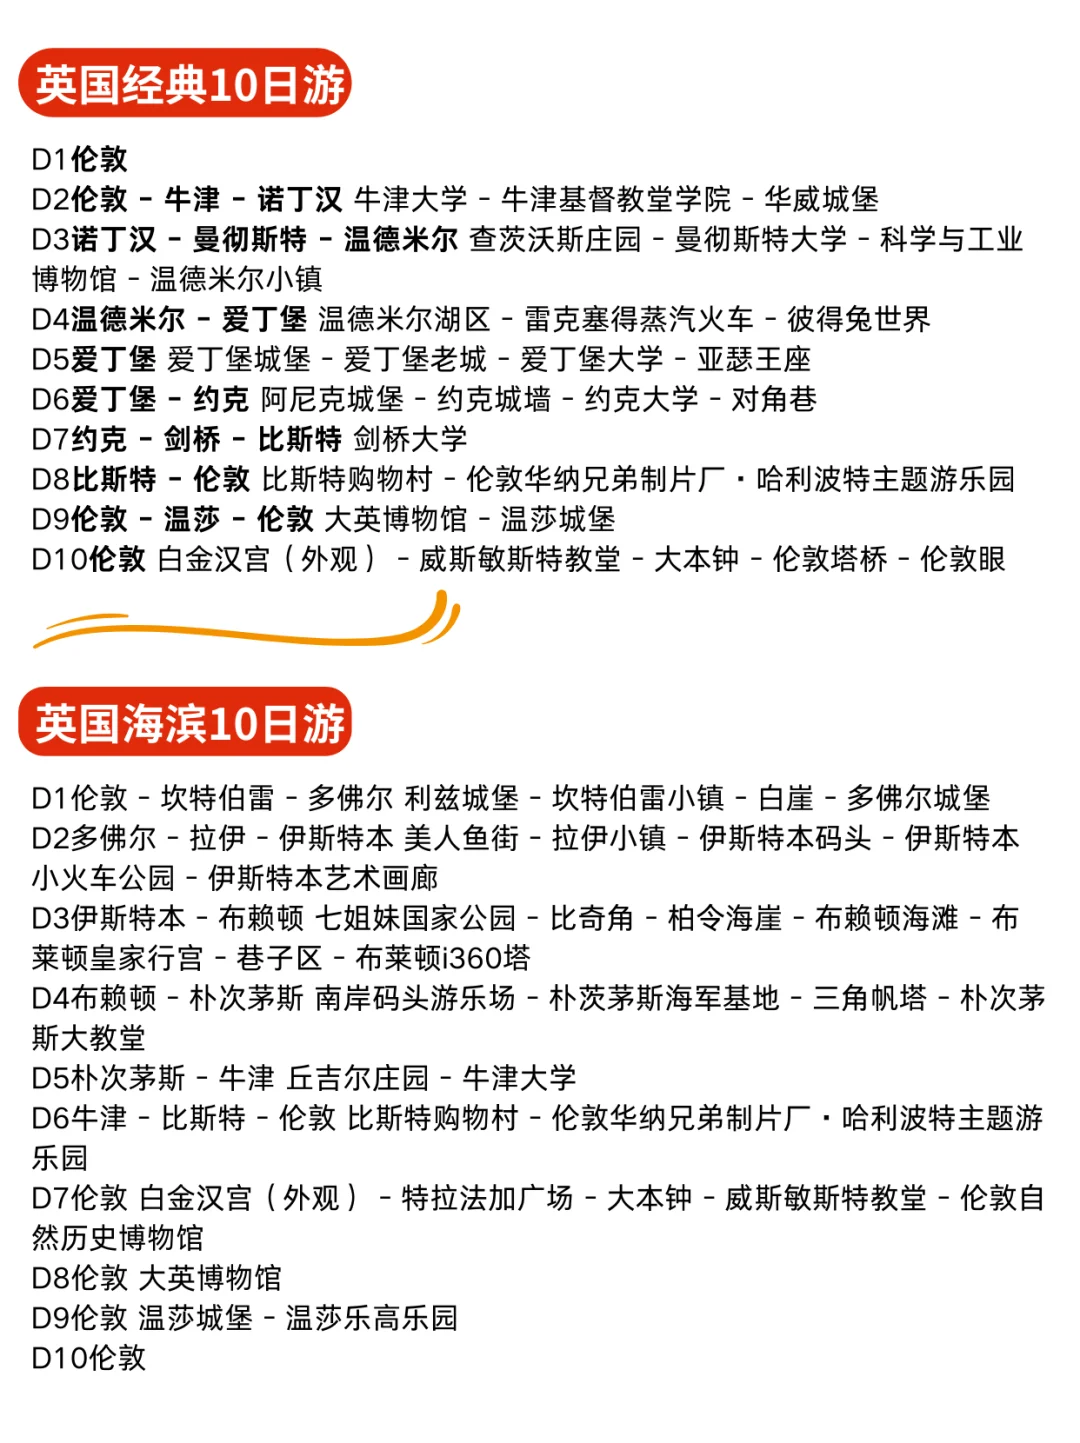 英国经典10日游
D1伦敦
D2伦敦 - 牛津 - 诺丁汉 牛津大学 - 牛津基督教堂学院 - 华威城堡
D3诺丁汉 - 曼彻斯特 - 温德米尔 查茨沃斯庄园 - 曼彻斯特大学 - 科学与工业
博物馆 - 温德米尔小镇
D4温德米尔 - 爱丁堡 温德米尔湖区 - 雷克塞得蒸汽火车 - 彼得兔世界
D5爱丁堡 爱丁堡城堡 - 爱丁堡老城 - 爱丁堡大学 - 亚瑟王座
D6爱丁堡 - 约克 阿尼克城堡 - 约克城墙 - 约克大学 - 对角巷
D7约克 - 剑桥 - 比斯特 剑桥大学
D8比斯特 - 伦敦 比斯特购物村 - 伦敦华纳兄弟制片厂·哈利波特主题游乐园
D9伦敦 - 温莎 - 伦敦 大英博物馆 - 温莎城堡
D10伦敦 白金汉宫（外观） - 威斯敏斯特教堂 - 大本钟 - 伦敦塔桥 - 伦敦眼
英国海滨10日游
D1伦敦 - 坎特伯雷 - 多佛尔 利兹城堡 - 坎特伯雷小镇 - 白崖 - 多佛尔城堡
D2多佛尔 - 拉伊 - 伊斯特本 美人鱼街 - 拉伊小镇 - 伊斯特本码头 - 伊斯特本
小火车公园 - 伊斯特本艺术画廊
D3伊斯特本 - 布赖顿 七姐妹国家公园 - 比奇角 - 柏令海崖 - 布赖顿海滩 - 布
莱顿皇家行宫 - 巷子区 - 布莱顿i360塔
D4布赖顿 - 朴次茅斯 南岸码头游乐场 - 朴茨茅斯海军基地 - 三角帆塔 - 朴次茅
斯大教堂
D5朴次茅斯 - 牛津 丘吉尔庄园 - 牛津大学
D6牛津 - 比斯特 - 伦敦 比斯特购物村 - 伦敦华纳兄弟制片厂·哈利波特主题游
乐园
D7伦敦 白金汉宫（外观） - 特拉法加广场 - 大本钟 - 威斯敏斯特教堂 - 伦敦自
然历史博物馆
D8伦敦 大英博物馆
D9伦敦 温莎城堡 - 温莎乐高乐园
D10伦敦